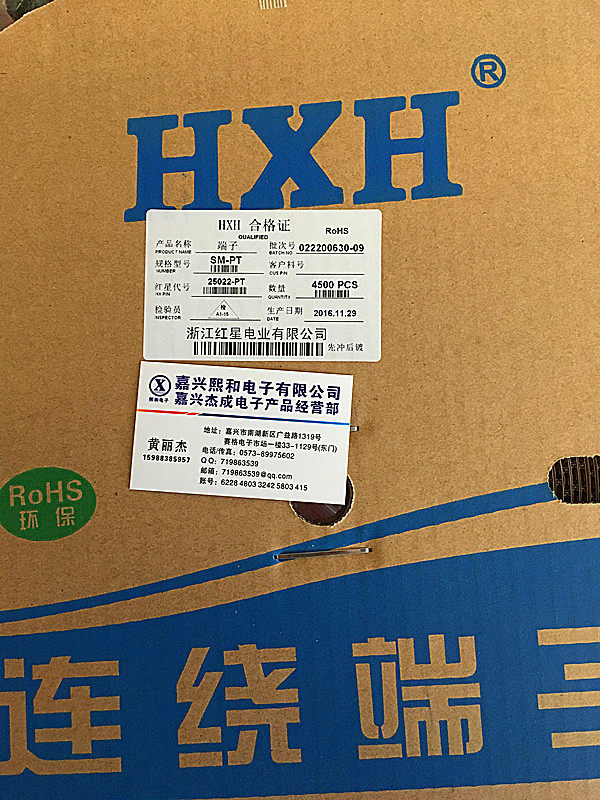 HXH®
HXH 合格证
QUALIFIED
RoHS
产品名称 端子 批次号 022200630-09
PRODUCT NAME BATCH NO
规格型号 SM-PT 客户料号
NUMBER CUS P/N
红星代号 25022-PT 数量 4500 PCS
HX P/N QUANTITY
检验员 检 A1-15 生产日期 2016.11.29
INSPECTOR DATE
浙江红星电业有限公司
先冲后镀
嘉兴熙和电子有限公司
嘉兴杰成电子产品经营部
熙和电子
黄丽杰
15988385957
地址：嘉兴市南湖新区广益路1319号
赛格电子市场一楼33-1129号(东门)
电话/传真：0573-89975602
QQ：719863539
邮箱：719863539@qq.com
账号：6228 4803 3242 5803 415
RoHS
环保
连绕端子